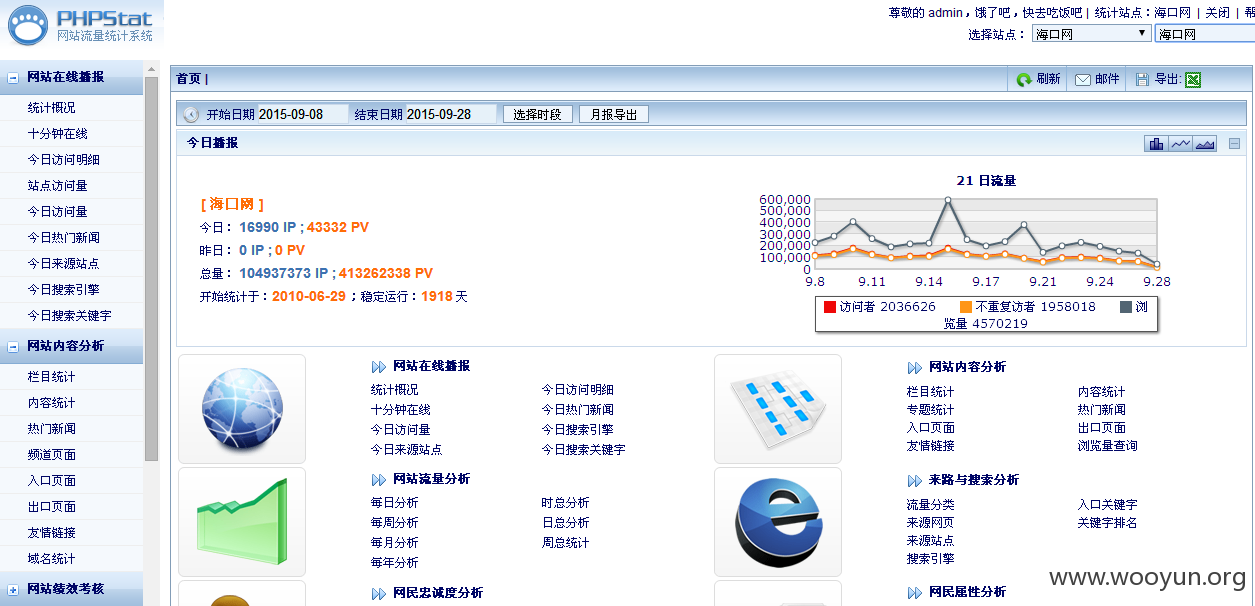 PHPStat
网站流量统计系统
尊敬的 admin，饿了吧，快去吃饭吧 | 统计站点：海口网 | 关闭 | 帮
选择站点： 海口网 海口网
网站在线播报
统计概况
十分钟在线
今日访问明细
站点访问量
今日访问量
今日热门新闻
今日来源站点
今日搜索引擎
今日搜索关键字
网站内容分析
栏目统计
内容统计
热门新闻
频道页面
入口页面
出口页面
友情链接
域名统计
网站绩效考核
首页 |
刷新 邮件 导出:
开始日期 2015-09-08 结束日期 2015-09-28 选择时段 月报导出
今日播报
[ 海口网 ]
今日： 16990 IP ; 43332 PV
昨日： 0 IP ; 0 PV
总量： 104937373 IP ; 413262338 PV
开始统计于：2010-06-29 ；稳定运行：1918 天
21 日流量
600,000
500,000
400,000
300,000
200,000
100,000
0
9.8 9.11 9.14 9.17 9.21 9.24 9.28
访问者 2036626 不重复访者 1958018 浏
览量 4570219
网站在线播报
统计概况 今日访问明细
十分钟在线 今日热门新闻
今日访问量 今日搜索引擎
今日来源站点 今日搜索关键字
网站内容分析
栏目统计 内容统计
专题统计 热门新闻
入口页面 出口页面
友情链接 浏览量查询
网站流量分析
每日分析 时总分析
每周分析 日总分析
每月分析 周总统计
每年分析
来路与搜索分析
流量分类 入口关键字
来源网页 关键字排名
来源站点
搜索引擎
网民忠诚度分析
网民属性分析
www.wooyun.org